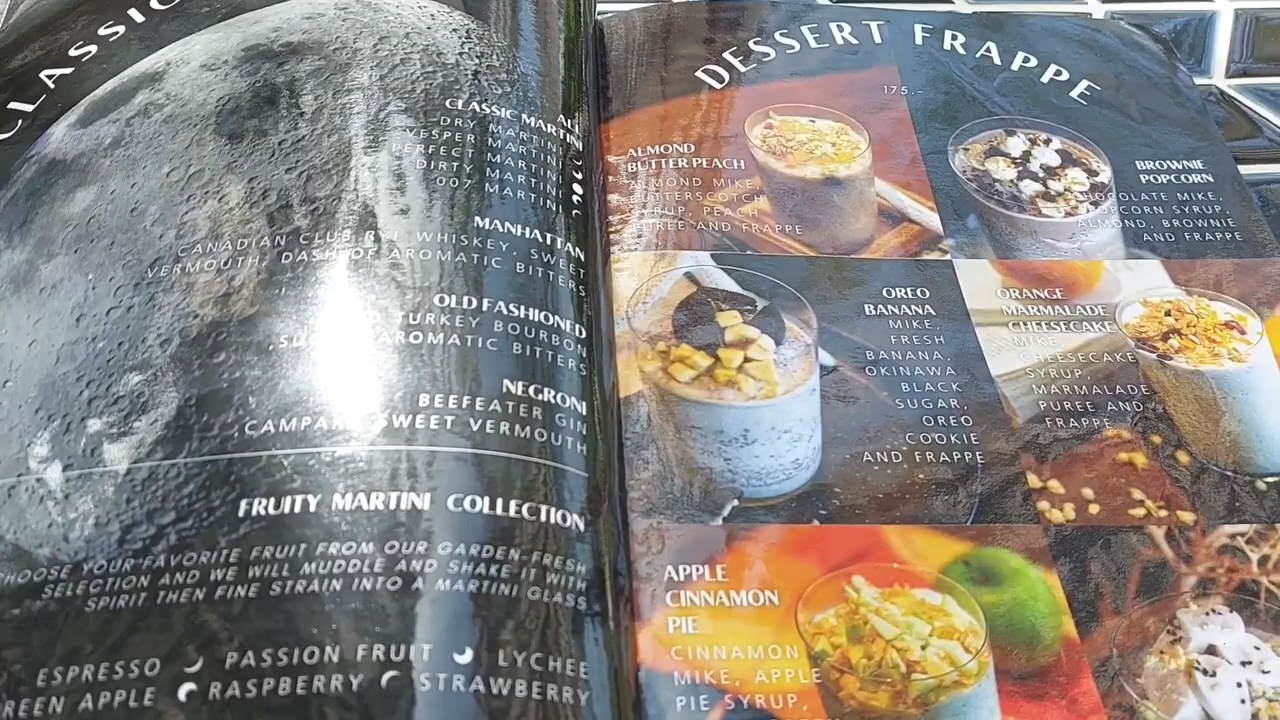 CLASSIC
ALL
CLASSIC MARTINI
DRY MARTINI
VESPER MARTINI
PERFECT MARTINI
DIRTY MARTINI
007 MARTINI
MANHATTAN
CANADIAN CLUB RYE WHISKEY, SWEET
VERMOUTH, DASH OF AROMATIC BITTERS
OLD FASHIONED
TURKEY BOURBON
AROMATIC BITTERS
NEGRONI
BEEFEATER GIN
SWEET VERMOUTH
FRUITY MARTINI COLLECTION
YOUR FAVORITE FRUIT FROM OUR GARDEN-FRESH
SELECTION AND WE WILL MUDDLE AND SHAKE IT WITH
SPIRIT THEN FINE STRAIN INTO A MARTINI GLASS
ESPRESSO PASSION FRUIT LYCHEE
APPLE RASPBERRY STRAWBERRY
DESSERT FRAPPE
175.-
ALMOND
BUTTER PEACH
ALMOND MIKE,
BUTTERSCOTCH
SYRUP, PEACH
PUREE AND FRAPPE
BROWNIE
POPCORN
CHOCOLATE MIKE,
POPCORN SYRUP,
ALMOND, BROWNIE
AND FRAPPE
OREO
BANANA
MIKE,
FRESH
BANANA,
OKINAWA
BLACK
SUGAR,
OREO
COOKIE
AND FRAPPE
ORANGE
MARMALADE
CHEESECAKE
MIKE
CHEESECAKE
SYRUP,
MARMALADE
PUREE AND
FRAPPE
APPLE
CINNAMON
PIE
CINNAMON
MIKE, APPLE
PIE SYRUP,